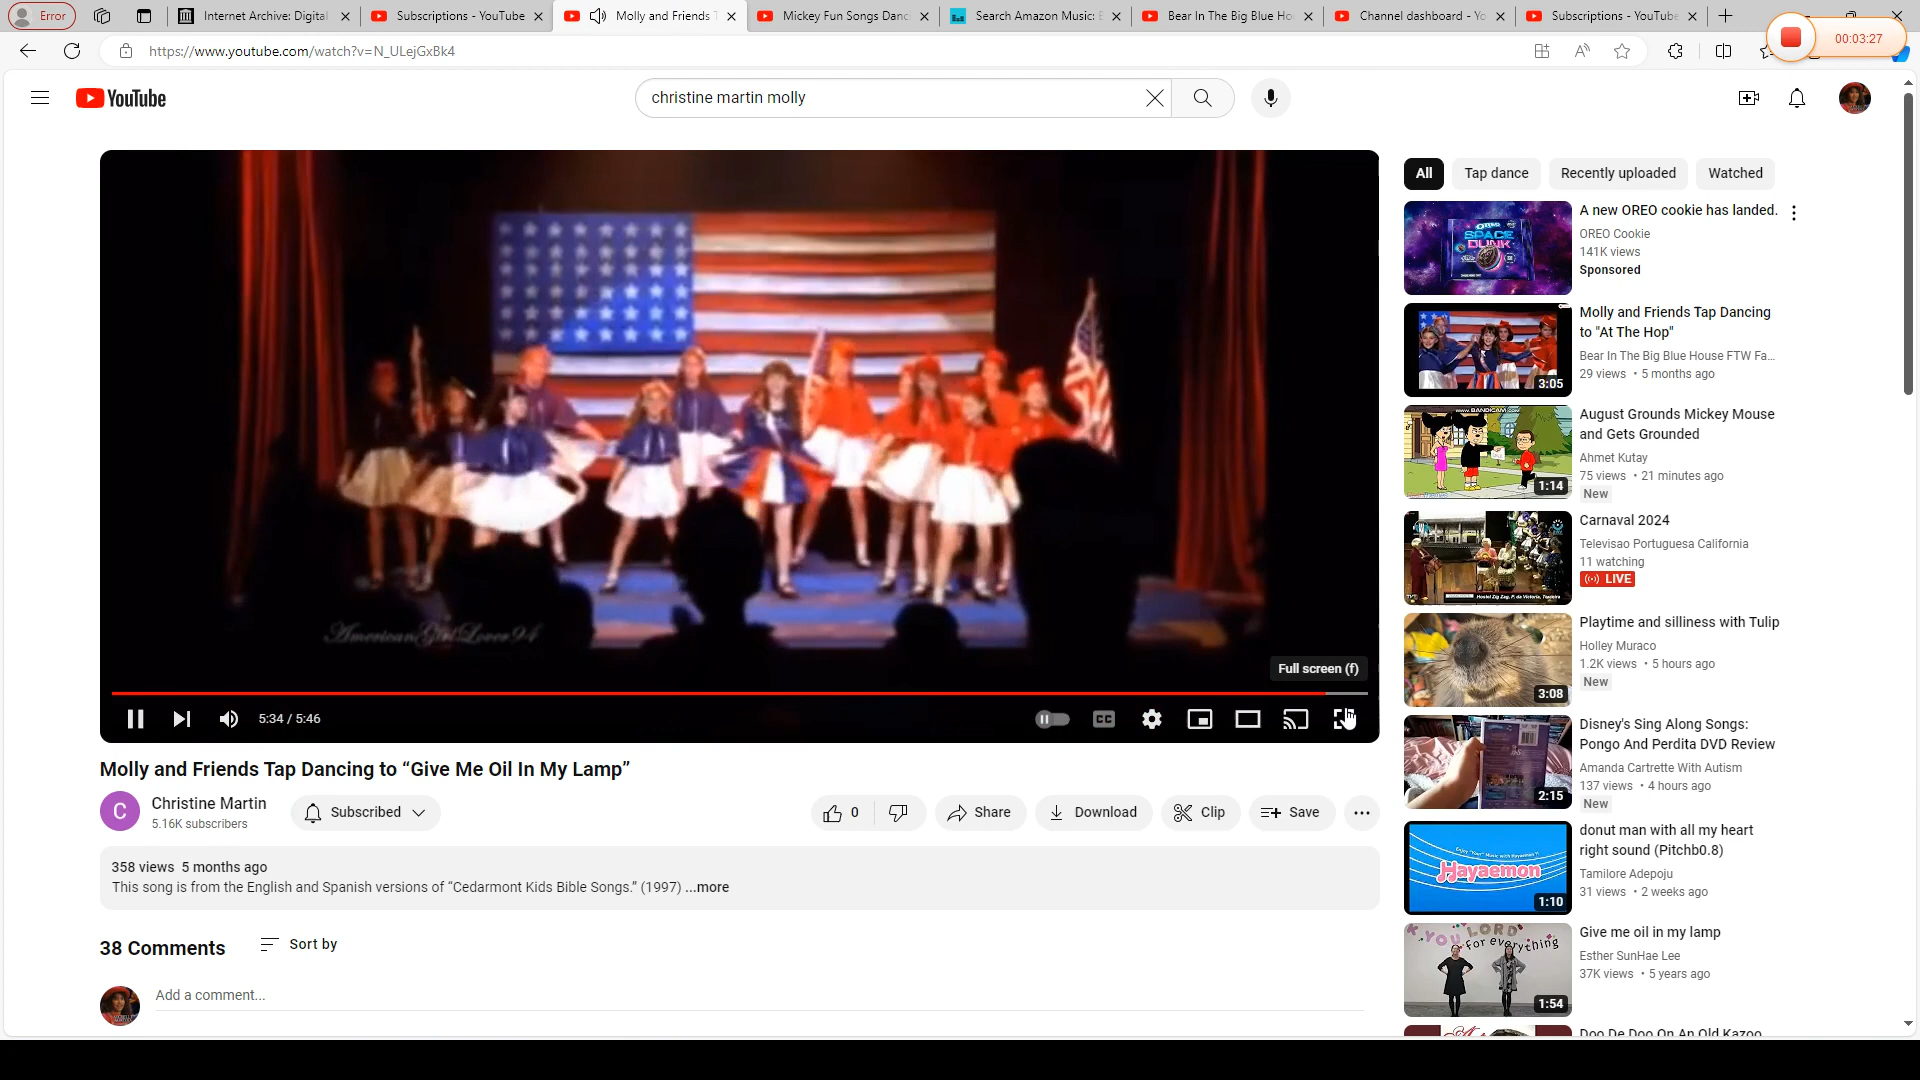 Error
Internet Archive: Digital
Subscriptions - YouTube
Molly and Friends T
Mickey Fun Songs Danc
Search Amazon Music: E
Bear In The Big Blue Ho
Channel dashboard - Yo
Subscriptions - YouTube
00:03:27
https://www.youtube.com/watch?v=N_ULejGxBk4
YouTube
christine martin molly
All
Tap dance
Recently uploaded
Watched
A new OREO cookie has landed.
OREO Cookie
141K views
Sponsored
OREO
SPACE
DUNK
Molly and Friends Tap Dancing
to "At The Hop"
Bear In The Big Blue House FTW Fa...
29 views • 5 months ago
3:05
August Grounds Mickey Mouse
and Gets Grounded
Ahmet Kutay
75 views • 21 minutes ago
New
1:14
Carnaval 2024
Televisao Portuguesa California
11 watching
LIVE
Playtime and silliness with Tulip
Holley Muraco
1.2K views • 5 hours ago
New
3:08
Disney's Sing Along Songs:
Pongo And Perdita DVD Review
Amanda Cartrette With Autism
137 views • 4 hours ago
New
2:15
donut man with all my heart
right sound (Pitchb0.8)
Tamilore Adepoju
31 views • 2 weeks ago
Hayaemon
1:10
Give me oil in my lamp
Esther SunHae Lee
37K views • 5 years ago
K YOU LORD
for everything
1:54
Doo De Doo On An Old Kazoo
AmericanGirlLover94
Full screen (f)
5:34 / 5:46
CC
Molly and Friends Tap Dancing to “Give Me Oil In My Lamp”
C
Christine Martin
5.16K subscribers
Subscribed
0
Share
Download
Clip
Save
358 views 5 months ago
This song is from the English and Spanish versions of “Cedarmont Kids Bible Songs.” (1997) ...more
38 Comments
Sort by
Add a comment...